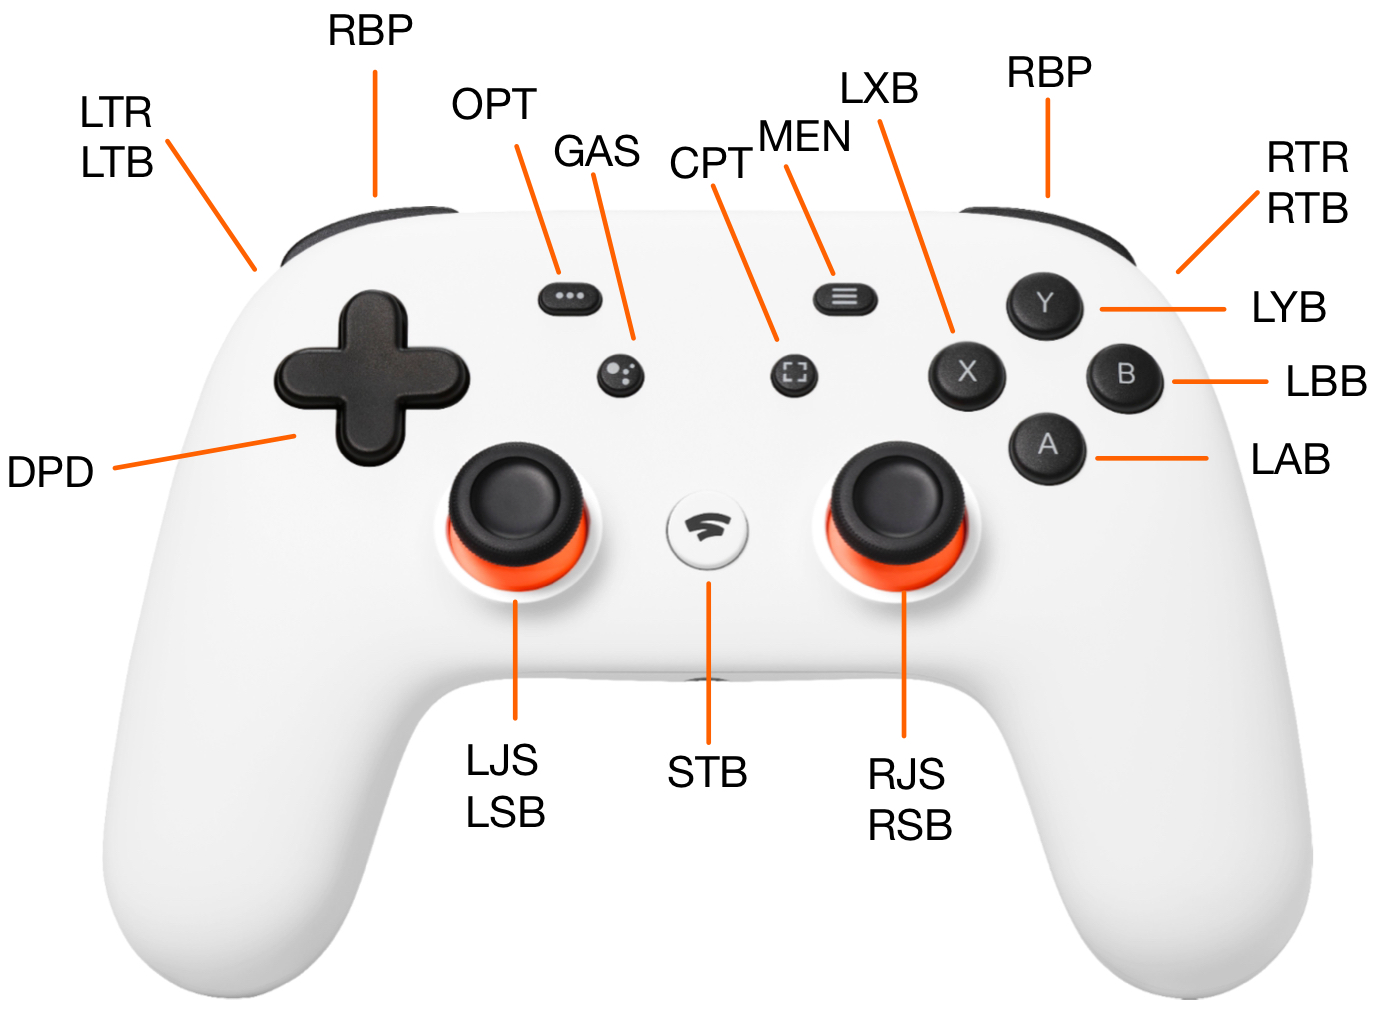 RBP
RBP
LXB
OPT
LTR
LTB
MEN
GAS
CPT
RTR
RTB
Y
LYB
X
B
LBB
A
LAB
DPD
LJS
LSB
STB
RJS
RSB